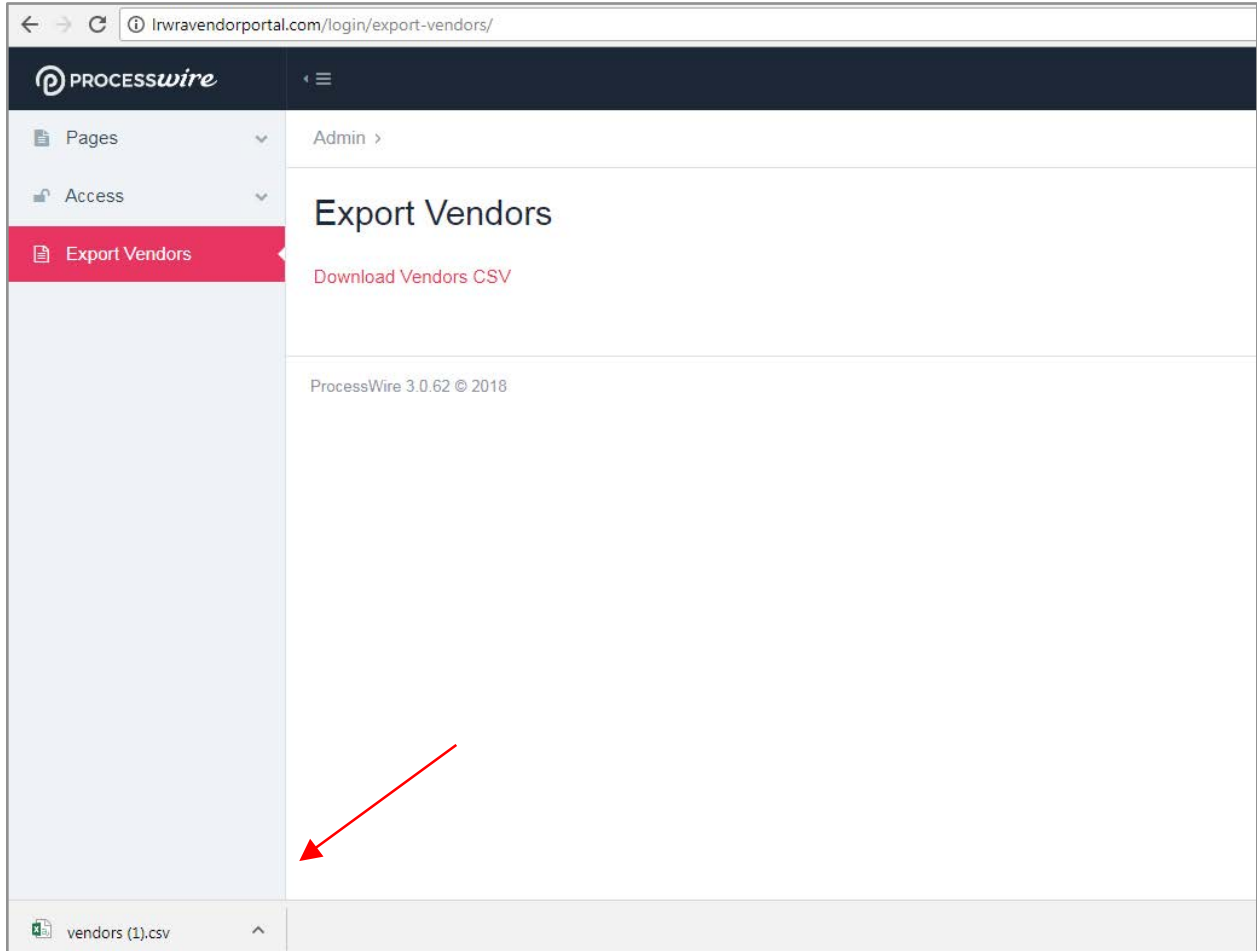 lrwravendorportal.com/login/export-vendors/
PROCESSwire
Pages
Admin >
Access
Export Vendors
Export Vendors
Download Vendors CSV
ProcessWire 3.0.62 © 2018
vendors (1).csv